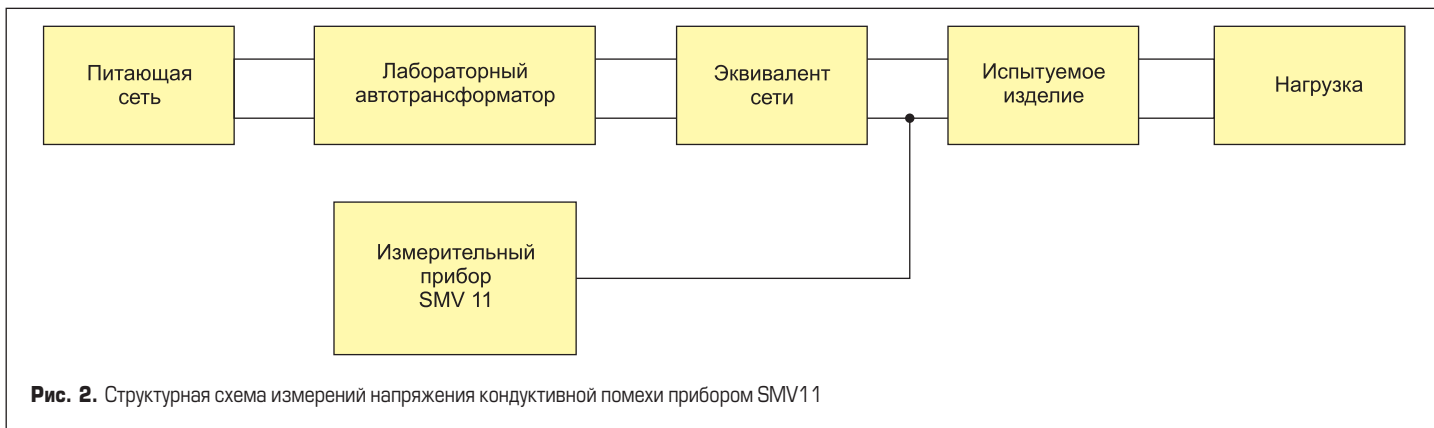 Питающая
сеть
Лабораторный
автотрансформатор
Эквивалент
сети
Испытуемое
изделие
Нагрузка
Измерительный
прибор
SMV 11
Рис. 2. Структурная схема измерений напряжения кондуктивной помехи прибором SMV11